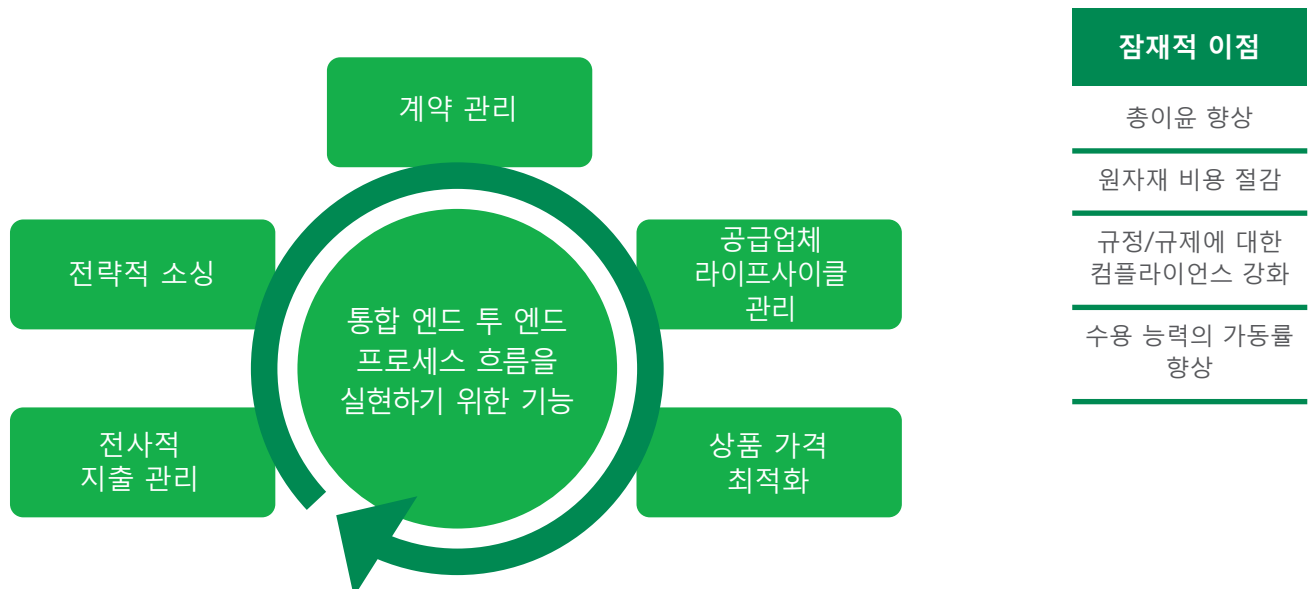 계약 관리
전략적 소싱
공급업체
라이프사이클
관리
통합 엔드 투 엔드
프로세스 흐름을
실현하기 위한 기능
전사적
지출 관리
상품 가격
최적화
잠재적 이점
총이윤 향상
원자재 비용 절감
규정/규제에 대한
컴플라이언스 강화
수용 능력의 가동률
향상